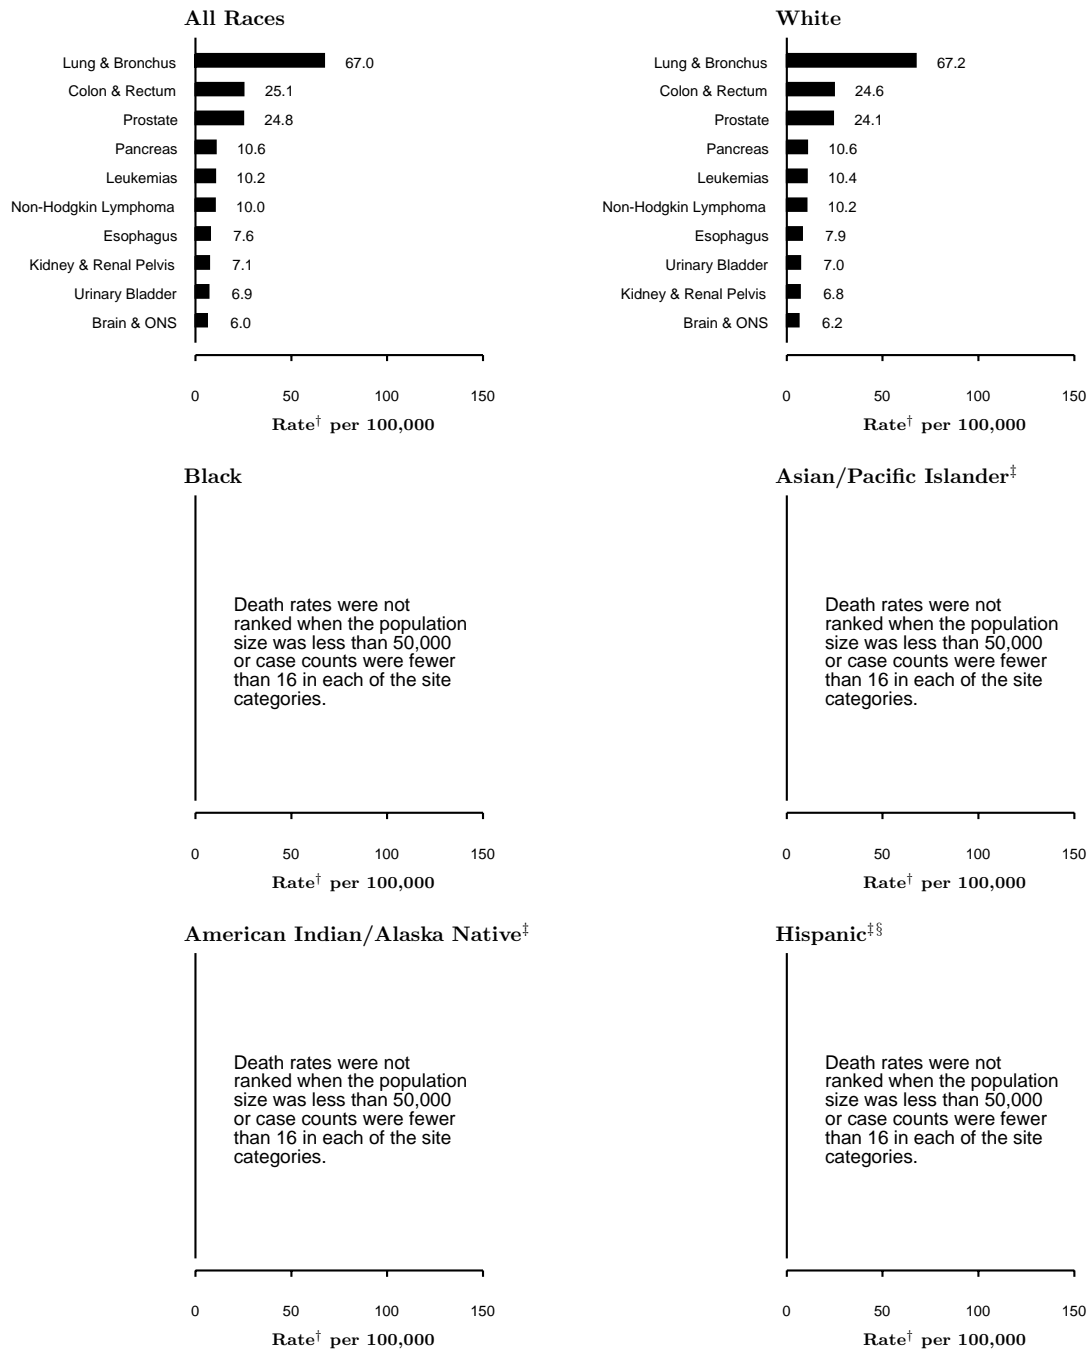 All Races
Lung & Bronchus 67.0
Colon & Rectum 25.1
Prostate 24.8
Pancreas 10.6
Leukemias 10.2
Non-Hodgkin Lymphoma 10.0
Esophagus 7.6
Kidney & Renal Pelvis 7.1
Urinary Bladder 6.9
Brain & ONS 6.0
0 50 100 150
Rate† per 100,000
White
Lung & Bronchus 67.2
Colon & Rectum 24.6
Prostate 24.1
Pancreas 10.6
Leukemias 10.4
Non-Hodgkin Lymphoma 10.2
Esophagus 7.9
Urinary Bladder 7.0
Kidney & Renal Pelvis 6.8
Brain & ONS 6.2
0 50 100 150
Rate† per 100,000
Black
Death rates were not
ranked when the population
size was less than 50,000
or case counts were fewer
than 16 in each of the site
categories.
0 50 100 150
Rate† per 100,000
Asian/Pacific Islander‡
Death rates were not
ranked when the population
size was less than 50,000
or case counts were fewer
than 16 in each of the site
categories.
0 50 100 150
Rate† per 100,000
American Indian/Alaska Native‡
Death rates were not
ranked when the population
size was less than 50,000
or case counts were fewer
than 16 in each of the site
categories.
0 50 100 150
Rate† per 100,000
Hispanic‡§
Death rates were not
ranked when the population
size was less than 50,000
or case counts were fewer
than 16 in each of the site
categories.
0 50 100 150
Rate† per 100,000